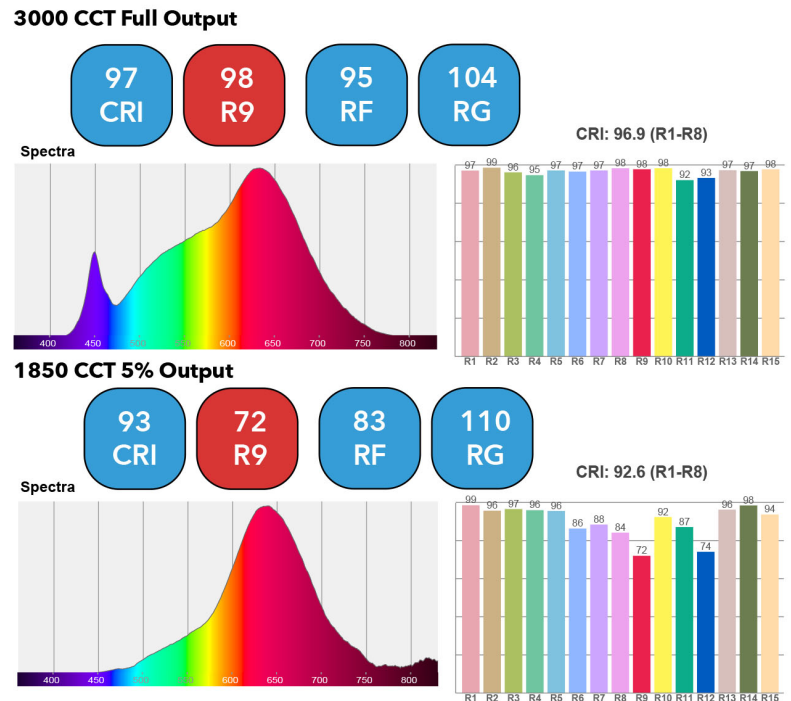 3000 CCT Full Output
97 98 95 104
CRI R9 RF RG
CRI: 96.9 (R1-R8)
Spectra
97 99 96 95 97 97 97 98 98 98 92 93 97 97 98
400 450 500 550 600 650 700 750 800
R1 R2 R3 R4 R5 R6 R7 R8 R9 R10 R11 R12 R13 R14 R15
1850 CCT 5% Output
93 72 83 110
CRI R9 RF RG
CRI: 92.6 (R1-R8)
Spectra
99 96 97 96 96 86 88 84 72 92 87 74 96 98 94
400 450 500 550 600 650 700 750 800
R1 R2 R3 R4 R5 R6 R7 R8 R9 R10 R11 R12 R13 R14 R15